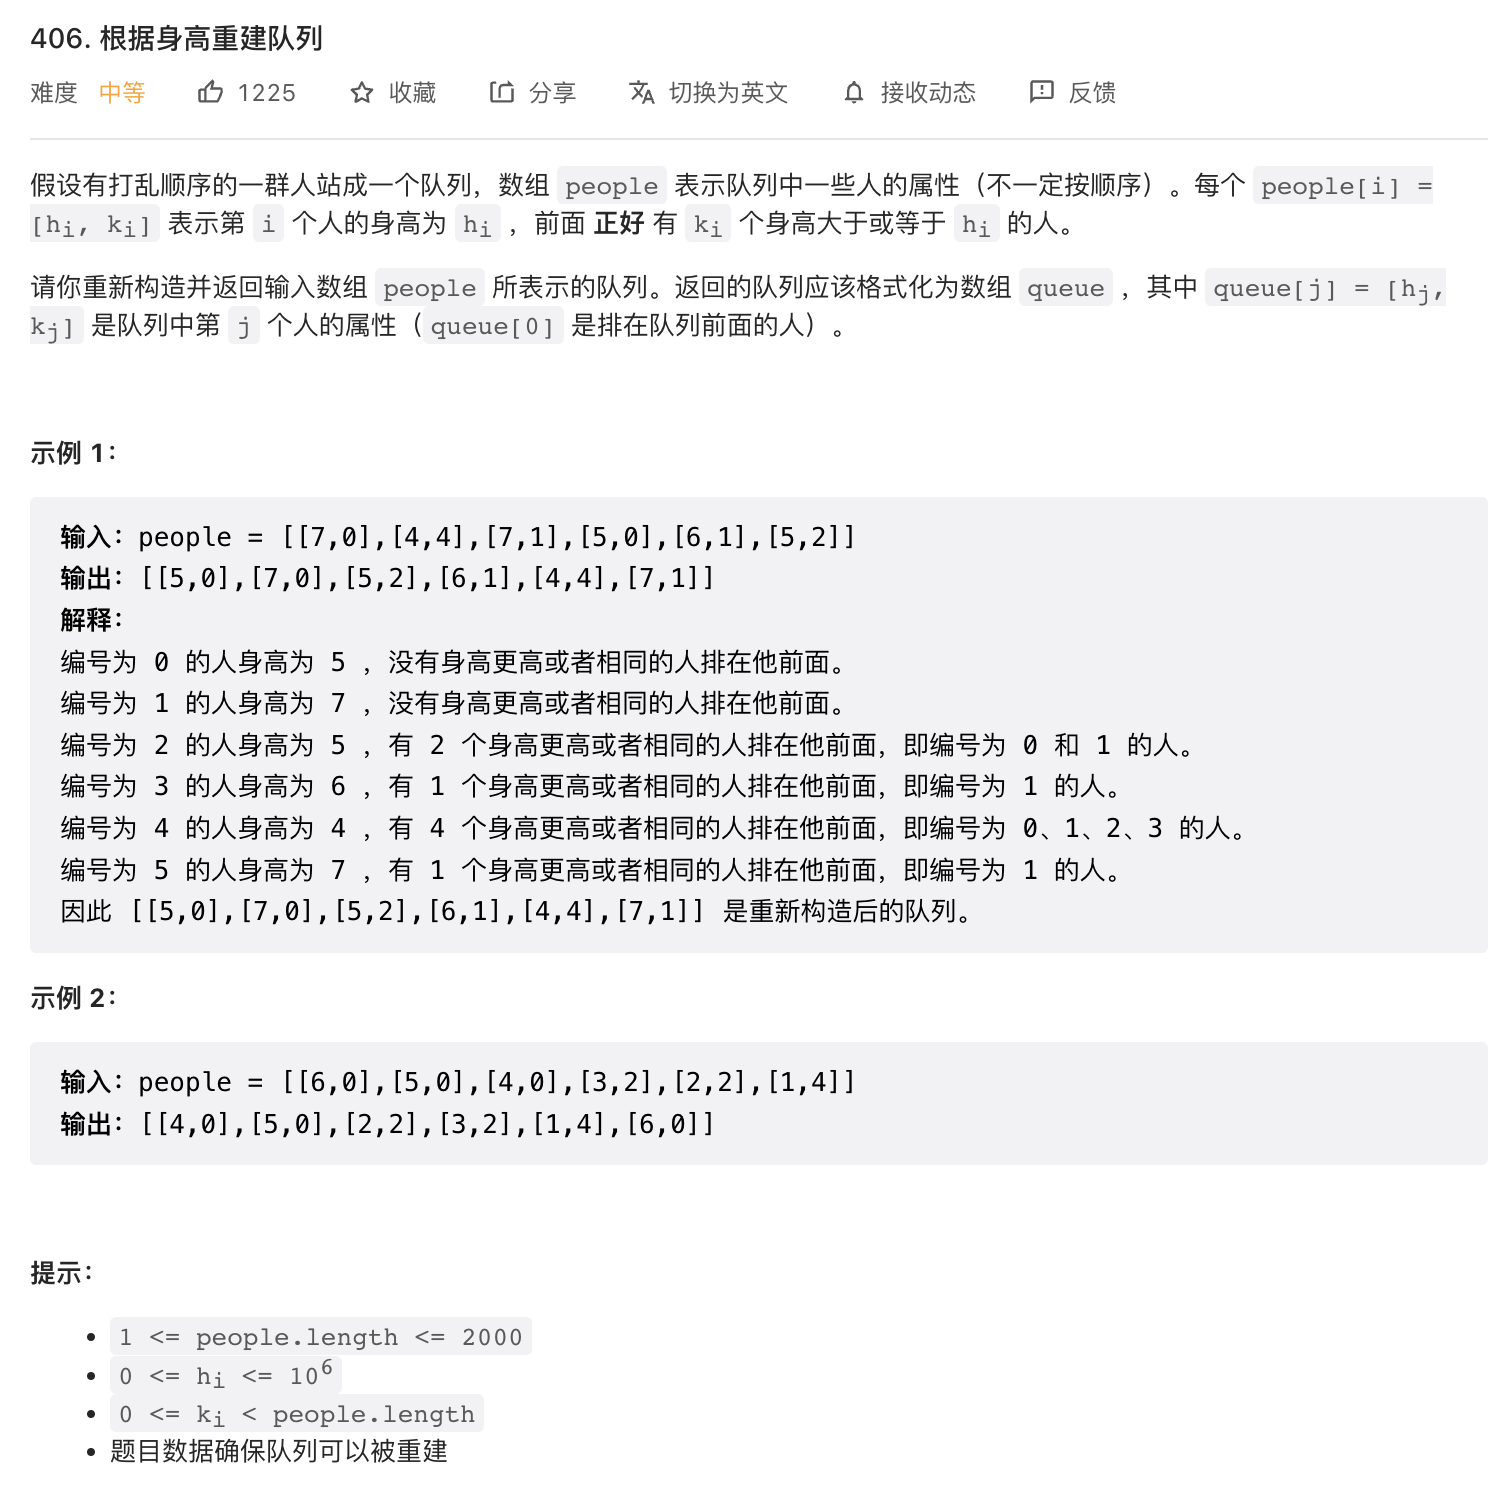 406. 根据身高重建队列
难度 中等 1225 收藏 分享 切换为英文 接收动态 反馈
假设有打乱顺序的一群人站成一个队列，数组 people 表示队列中一些人的属性（不一定按顺序）。每个 people[i] =
[hi, ki] 表示第 i 个人的身高为 hi ，前面 正好 有 ki 个身高大于或等于 hi 的人。
请你重新构造并返回输入数组 people 所表示的队列。返回的队列应该格式化为数组 queue ，其中 queue[j] = [hj,
kj] 是队列中第 j 个人的属性（queue[0] 是排在队列前面的人）。
示例 1：
输入：people = [[7,0],[4,4],[7,1],[5,0],[6,1],[5,2]]
输出：[[5,0],[7,0],[5,2],[6,1],[4,4],[7,1]]
解释：
编号为 0 的人身高为 5 ，没有身高更高或者相同的人排在他前面。
编号为 1 的人身高为 7 ，没有身高更高或者相同的人排在他前面。
编号为 2 的人身高为 5 ，有 2 个身高更高或者相同的人排在他前面，即编号为 0 和 1 的人。
编号为 3 的人身高为 6 ，有 1 个身高更高或者相同的人排在他前面，即编号为 1 的人。
编号为 4 的人身高为 4 ，有 4 个身高更高或者相同的人排在他前面，即编号为 0、1、2、3 的人。
编号为 5 的人身高为 7 ，有 1 个身高更高或者相同的人排在他前面，即编号为 1 的人。
因此 [[5,0],[7,0],[5,2],[6,1],[4,4],[7,1]] 是重新构造后的队列。
示例 2：
输入：people = [[6,0],[5,0],[4,0],[3,2],[2,2],[1,4]]
输出：[[4,0],[5,0],[2,2],[3,2],[1,4],[6,0]]
提示：
• 1 <= people.length <= 2000
• 0 <= hi <= 10^6
• 0 <= ki < people.length
• 题目数据确保队列可以被重建